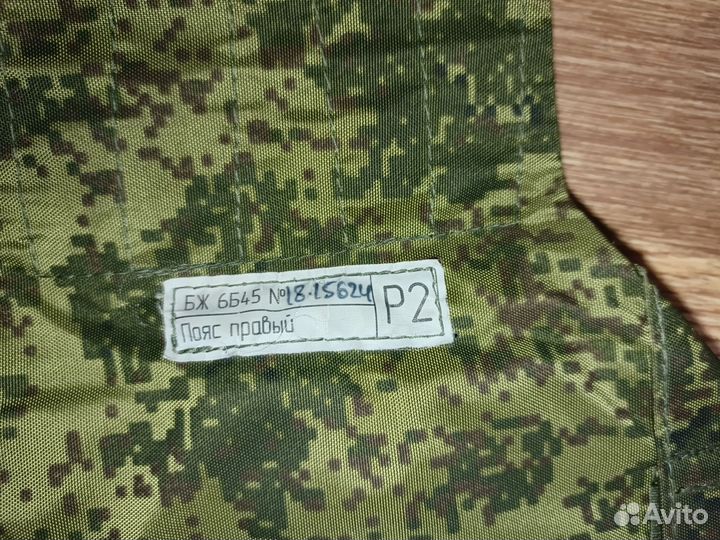 БЖ 6Б45 №18.15624
Пояс правый
Р2
Avito